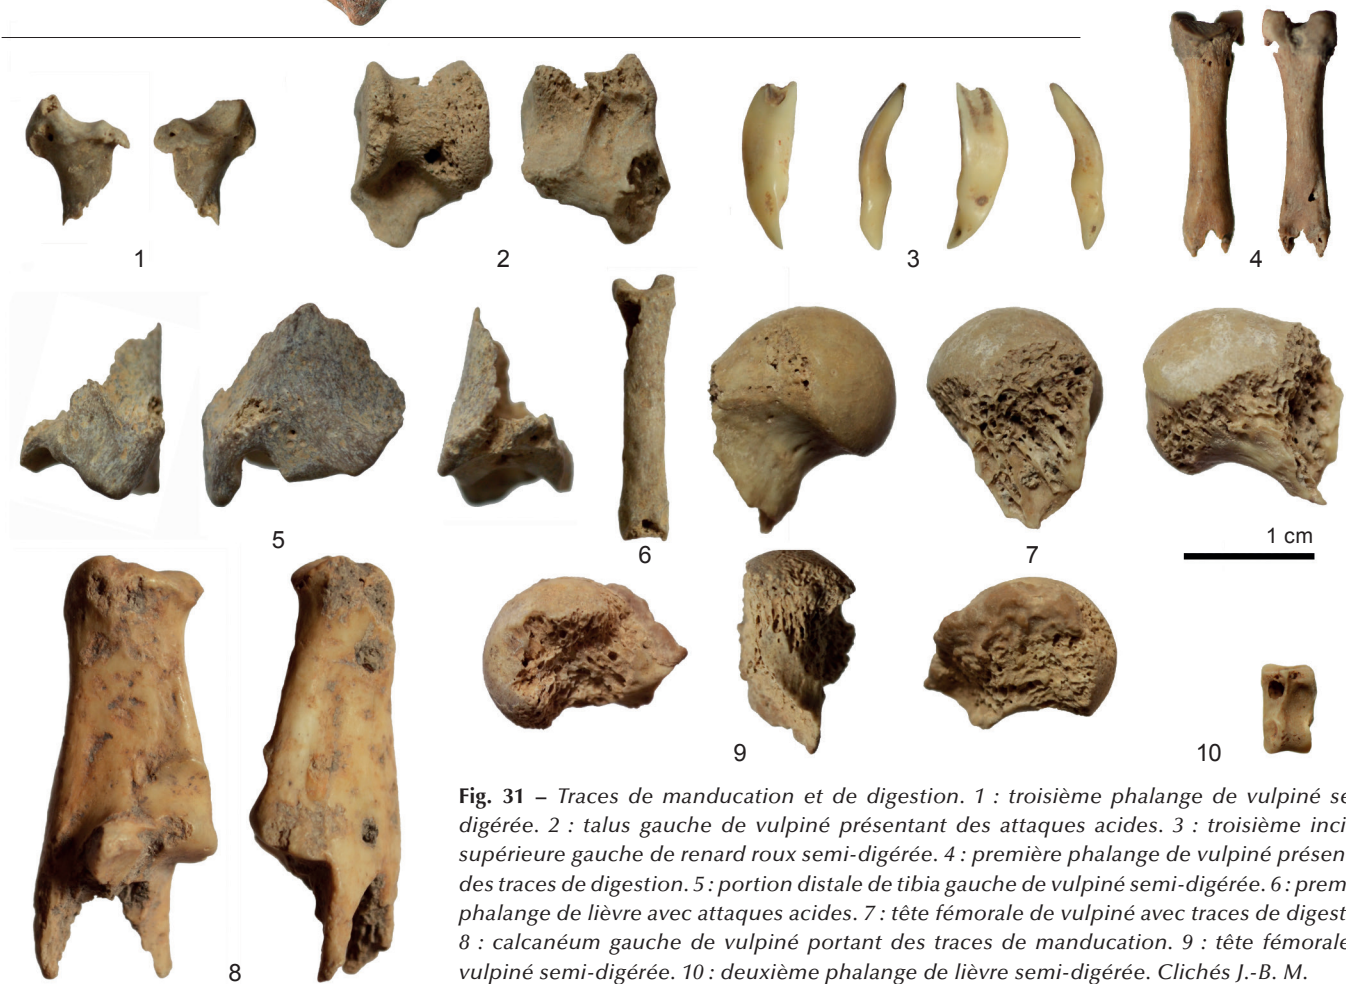 1
2
3
4
5
6
7
1 cm
8
9
10
Fig. 31 – Traces de manducation et de digestion. 1 : troisième phalange de vulpiné
digérée. 2 : talus gauche de vulpiné présentant des attaques acides. 3 : troisième
supérieure gauche de renard roux semi-digérée. 4 : première phalange de vulpiné
des traces de digestion. 5 : portion distale de tibia gauche de vulpiné semi-digérée. 6 :
phalange de lièvre avec attaques acides. 7 : tête fémorale de vulpiné avec traces de
8 : calcanéum gauche de vulpiné portant des traces de manducation. 9 : tête fémorale
vulpiné semi-digérée. 10 : deuxième phalange de lièvre semi-digérée. Clichés J.-B. M.